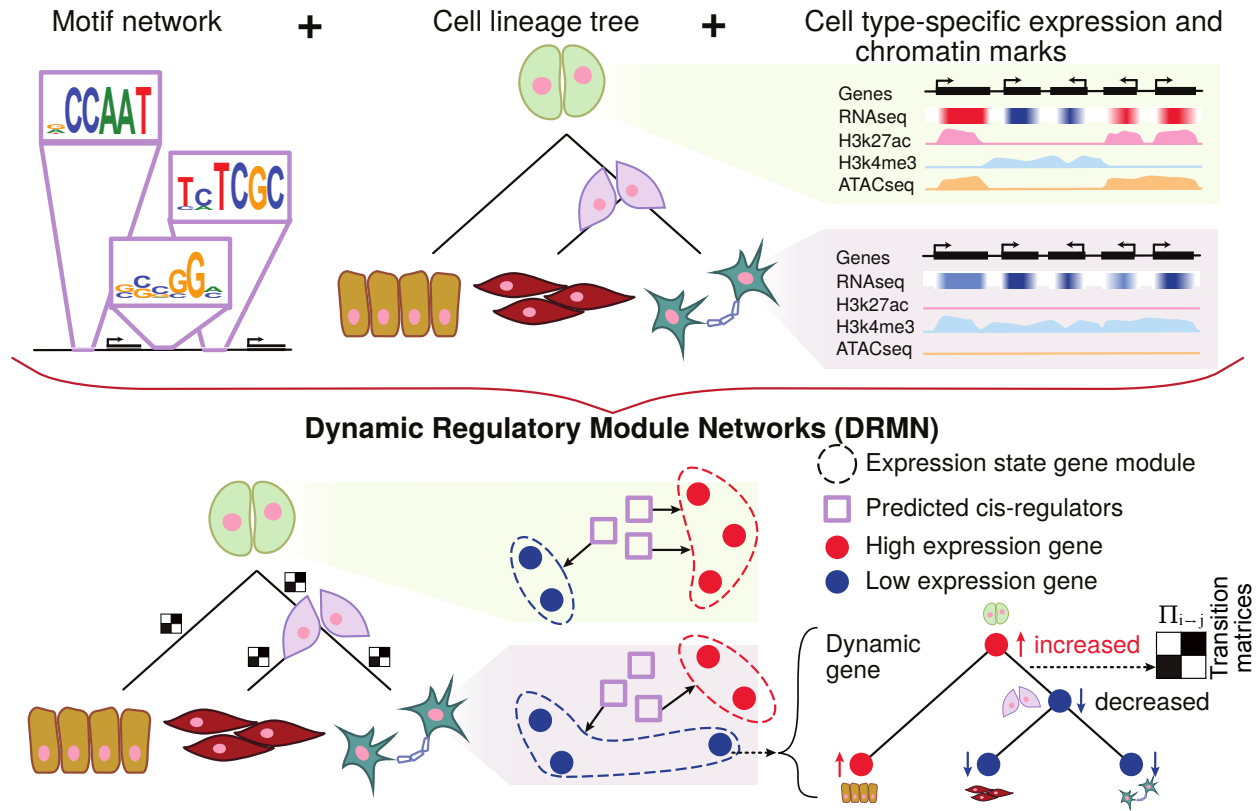 Motif network + Cell lineage tree + Cell type-specific expression and
chromatin marks
CCAAT
TCTCGC
GCCGGA
Genes
RNAseq
H3k27ac
H3k4me3
ATACseq
Genes
RNAseq
H3k27ac
H3k4me3
ATACseq
Dynamic Regulatory Module Networks (DRMN)
Expression state gene module
Predicted cis-regulators
High expression gene
Low expression gene
Dynamic
gene
increased
decreased
Πi→j
Transition
matrices